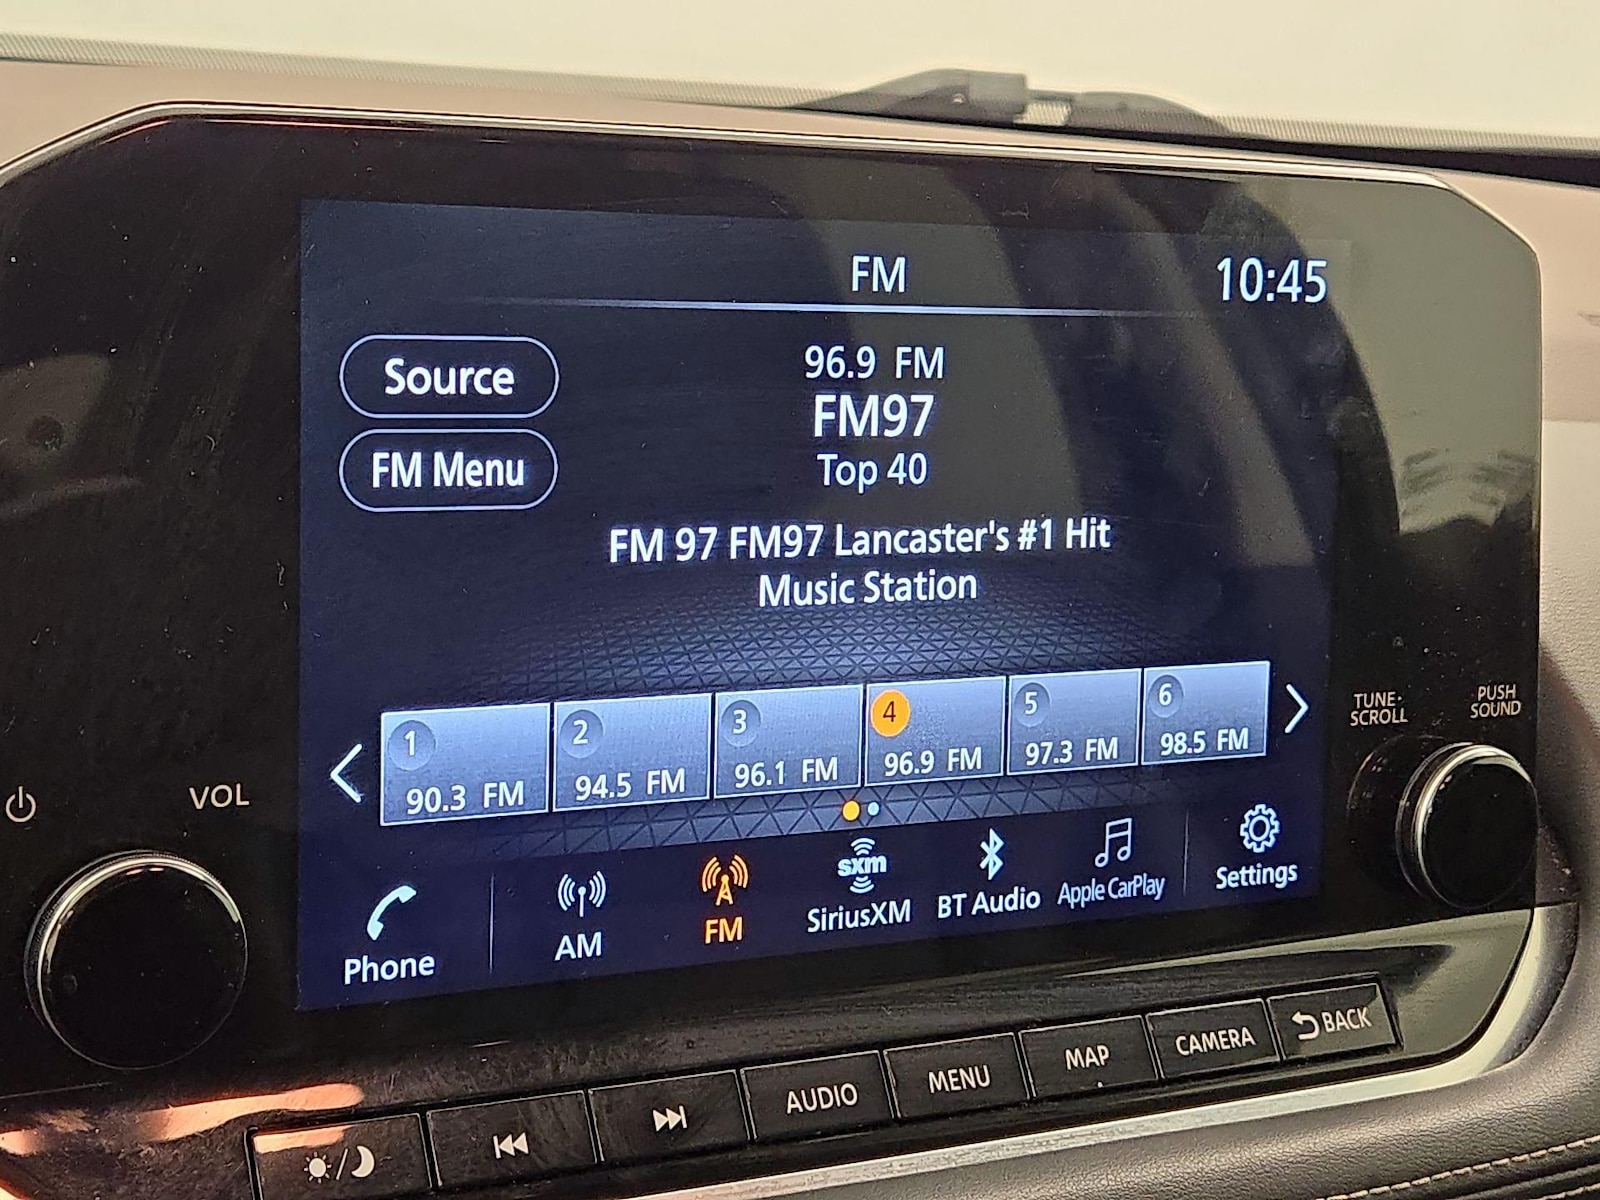 FM
10:45
Source
FM Menu
96.9 FM
FM97
Top 40
FM 97 FM97 Lancaster's #1 Hit
Music Station
1
90.3 FM
2
94.5 FM
3
96.1 FM
4
96.9 FM
5
97.3 FM
6
98.5 FM
Phone
AM
FM
sxm
SiriusXM
BT Audio
Apple CarPlay
Settings
VOL
TUNE·
SCROLL
PUSH
SOUND
AUDIO
MENU
MAP
CAMERA
BACK